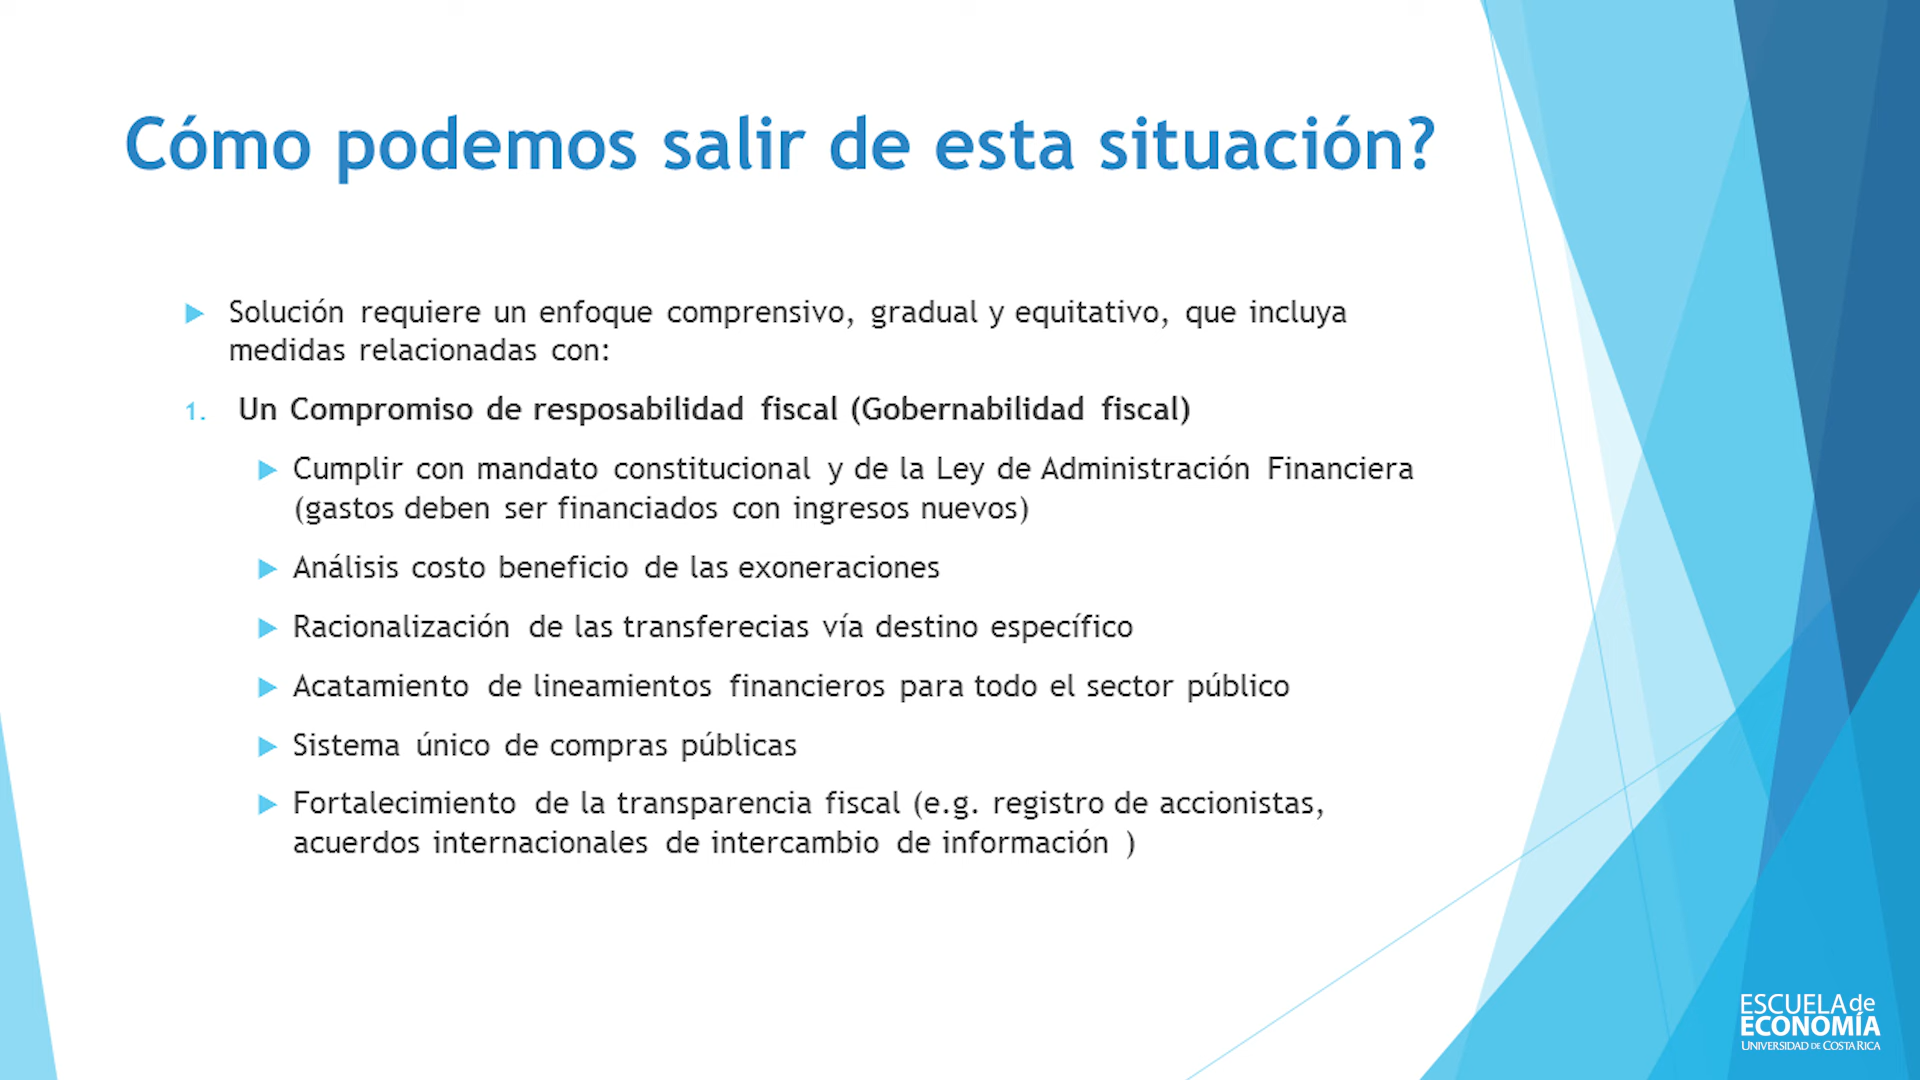 Cómo podemos salir de esta situación?
Solución requiere un enfoque comprensivo, gradual y equitativo, que incluya
medidas relacionadas con:
1. Un Compromiso de resposabilidad fiscal (Gobernabilidad fiscal)
Cumplir con mandato constitucional y de la Ley de Administración Financiera
(gastos deben ser financiados con ingresos nuevos)
Análisis costo beneficio de las exoneraciones
Racionalización de las transferecias vía destino específico
Acatamiento de lineamientos financieros para todo el sector público
Sistema único de compras públicas
Fortalecimiento de la transparencia fiscal (e.g. registro de accionistas,
acuerdos internacionales de intercambio de información )
ESCUELA de
ECONOMÍA
UNIVERSIDAD DE COSTA RICA